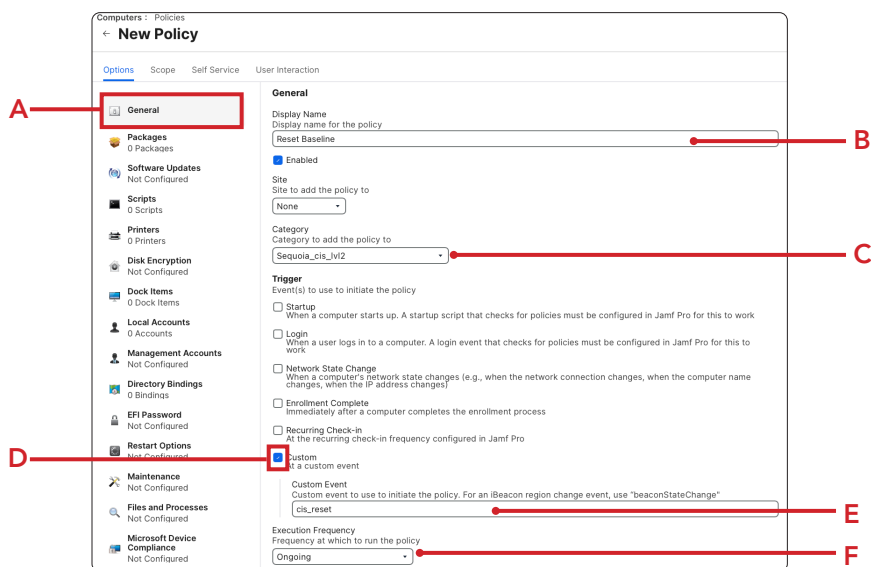 Computers : Policies
← New Policy
Options Scope Self Service User Interaction
A
General
Packages
0 Packages
Software Updates
Not Configured
Scripts
0 Scripts
Printers
0 Printers
Disk Encryption
Not Configured
Dock Items
0 Dock Items
Local Accounts
0 Accounts
Management Accounts
Not Configured
Directory Bindings
0 Bindings
EFI Password
Not Configured
D
Restart Options
Not Configured
Maintenance
Not Configured
Files and Processes
Not Configured
Microsoft Device
Compliance
Not Configured
General
Display Name
Display name for the policy
Reset Baseline
B
Enabled
Site
Site to add the policy to
None
Category
Category to add the policy to
Sequoia_cis_lvl2
C
Trigger
Event(s) to use to initiate the policy
Startup
When a computer starts up. A startup script that checks for policies must be configured in Jamf Pro for this to work
Login
When a user logs in to a computer. A login event that checks for policies must be configured in Jamf Pro for this to
work
Network State Change
When a computer's network state changes (e.g., when the network connection changes, when the computer name
changes, when the IP address changes)
Enrollment Complete
Immediately after a computer completes the enrollment process
Recurring Check-in
At the recurring check-in frequency configured in Jamf Pro
Custom
At a custom event
Custom Event
Custom event to use to initiate the policy. For an iBeacon region change event, use "beaconStateChange"
cis_reset
E
Execution Frequency
Frequency at which to run the policy
Ongoing
F